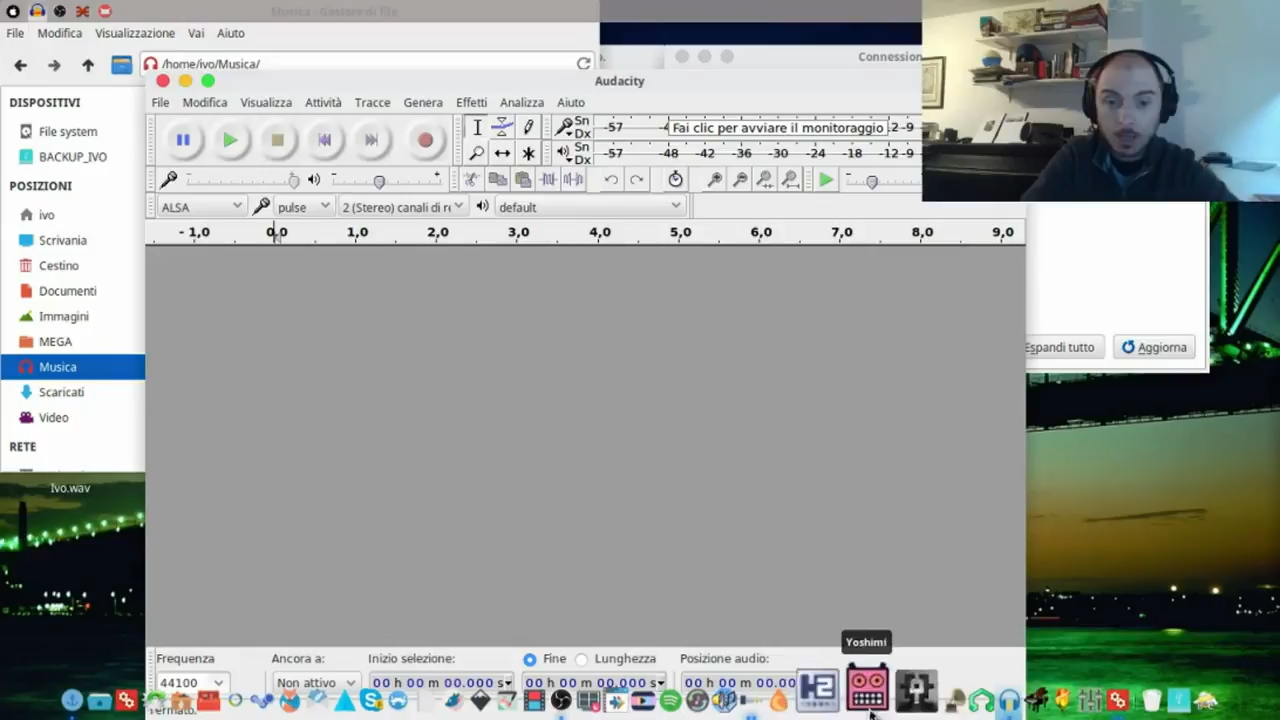 Musica - Gestore di file
File Modifica Visualizzazione Vai Aiuto
/home/ivo/Musica/
Connession
Audacity
DISPOSITIVI
File system
BACKUP_IVO
POSIZIONI
ivo
Scrivania
Cestino
Documenti
Immagini
MEGA
Musica
Scaricati
Video
RETE
Ivo.wav
File Modifica Visualizza Attività Tracce Genera Effetti Analizza Aiuto
Sn
Dx
-57 -4 Fai clic per avviare il monitoraggio 2 -9
Sn
Dx
-57 -48 -42 -36 -30 -24 -18 -12 -9
ALSA pulse 2 (Stereo) canali di re default
- 1,0 0,0 1,0 2,0 3,0 4,0 5,0 6,0 7,0 8,0 9,0
Espandi tutto Aggiorna
Yoshimi
Frequenza Ancora a: Inizio selezione: Fine Lunghezza Posizione audio:
44100 Non attivo 00 h 00 m 00.000 s 00 h 00 m 00.000 s 00 h 00 m 00.0
Fermato.
H2